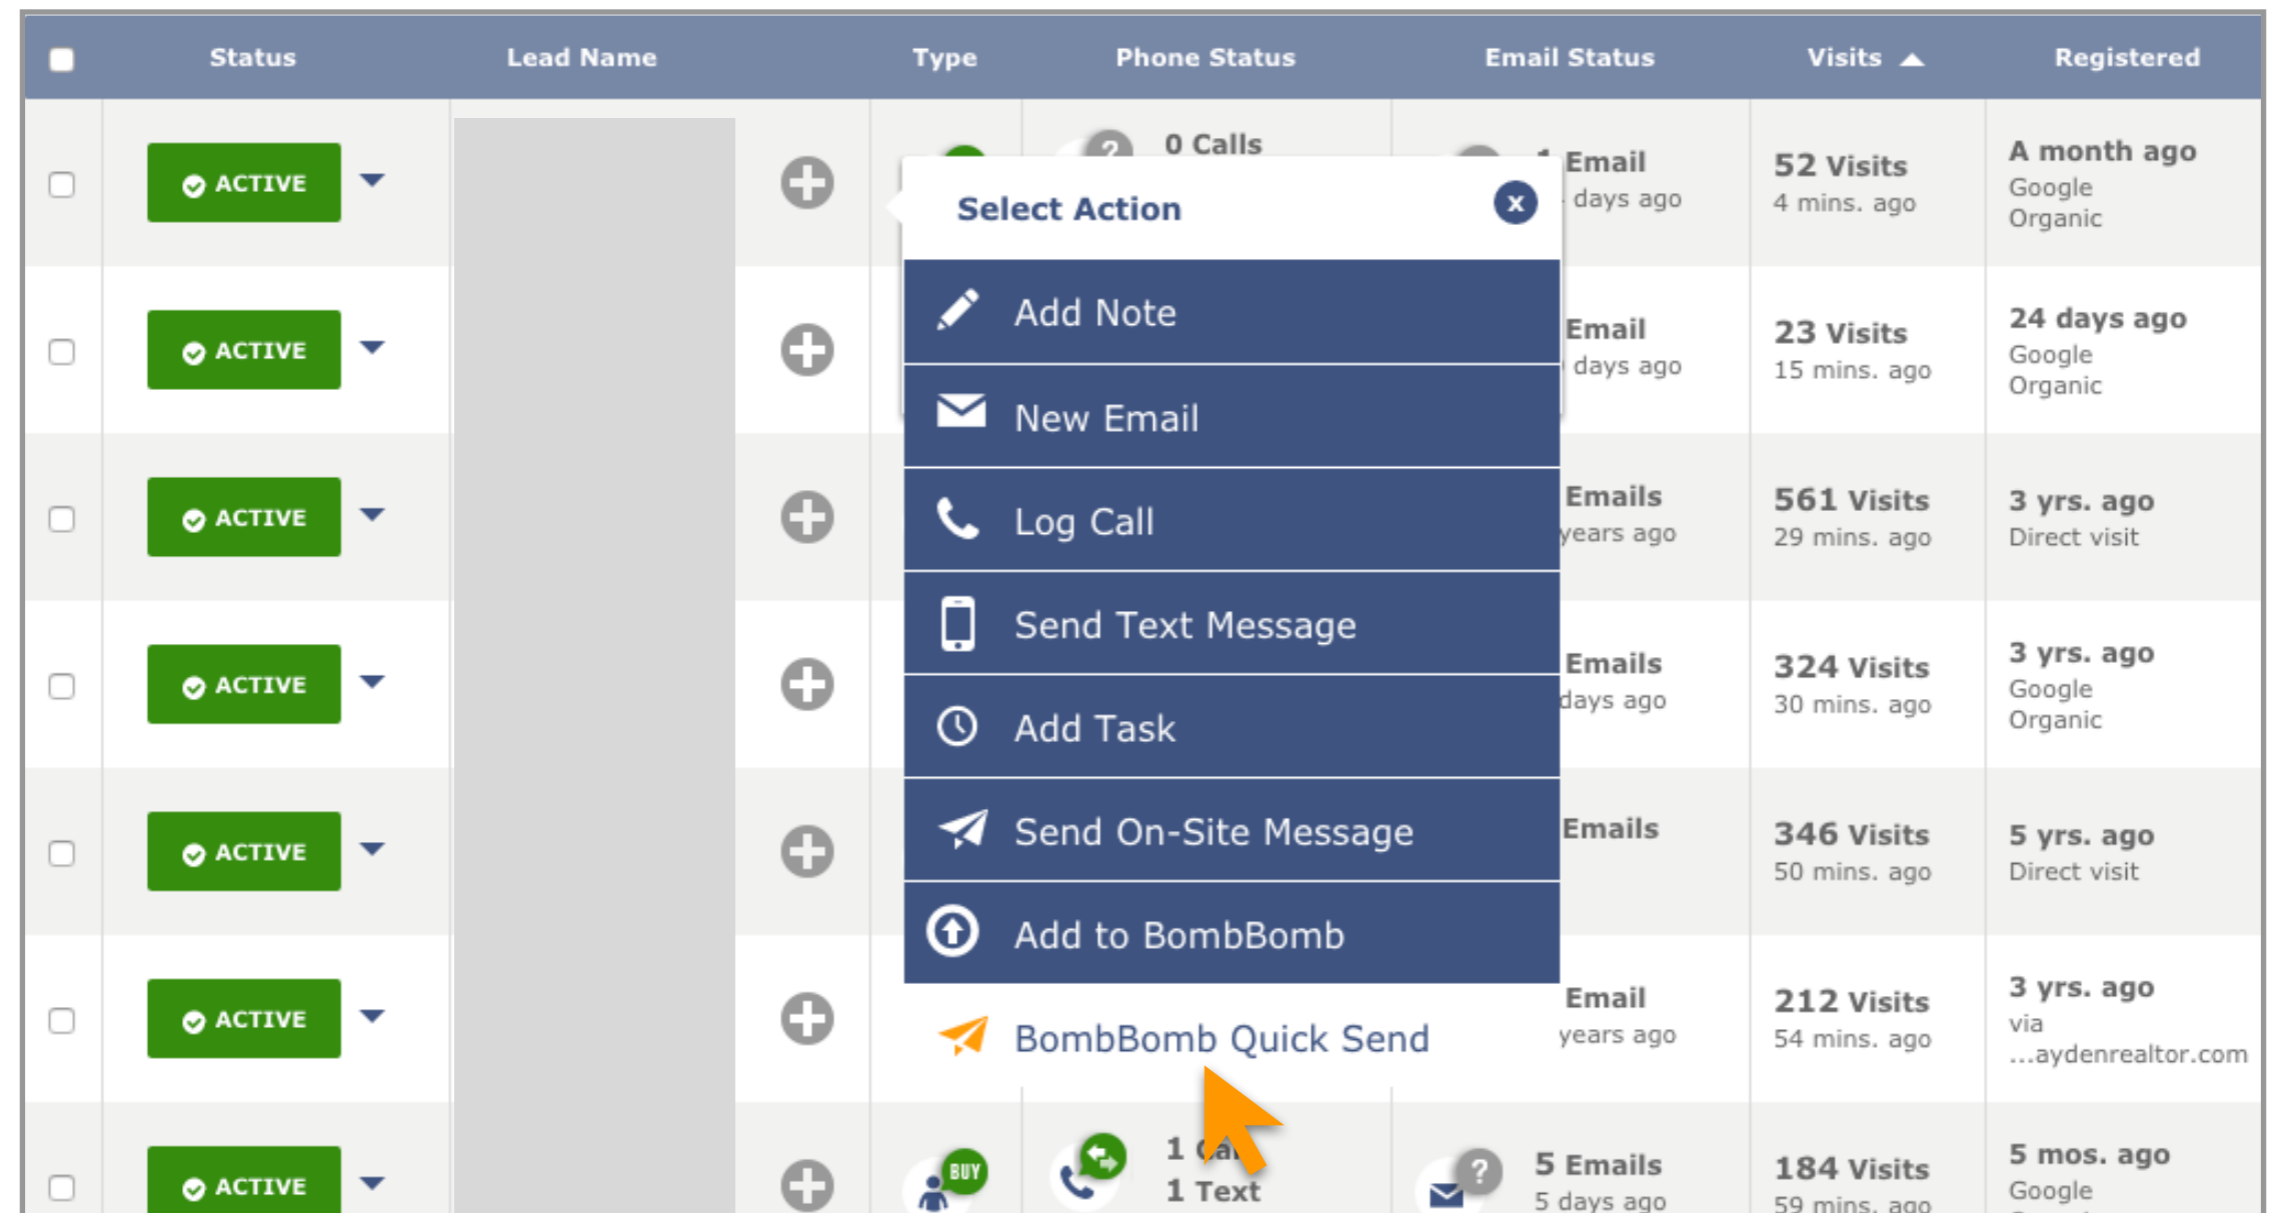 Status Lead Name Type Phone Status Email Status Visits Registered
ACTIVE
0 Calls
Email
days ago
52 Visits
4 mins. ago
A month ago
Google
Organic
Select Action
x
Add Note
New Email
Log Call
Send Text Message
Add Task
Send On-Site Message
Add to BombBomb
BombBomb Quick Send
ACTIVE
Email
days ago
23 Visits
15 mins. ago
24 days ago
Google
Organic
ACTIVE
Emails
years ago
561 Visits
29 mins. ago
3 yrs. ago
Direct visit
ACTIVE
Emails
days ago
324 Visits
30 mins. ago
3 yrs. ago
Google
Organic
ACTIVE
Emails
346 Visits
50 mins. ago
5 yrs. ago
Direct visit
ACTIVE
Email
years ago
212 Visits
54 mins. ago
3 yrs. ago
via
...aydenrealtor.com
ACTIVE
BUY
1
1 Text
?
5 Emails
5 days ago
184 Visits
59 mins. ago
5 mos. ago
Google